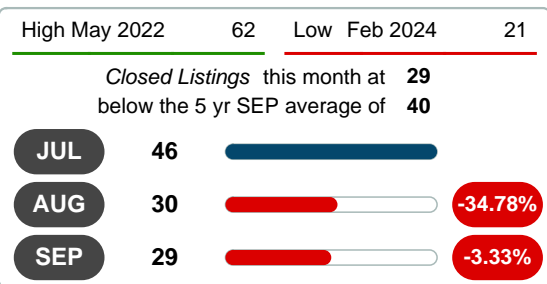 High May 2022 62 Low Feb 2024 21
Closed Listings this month at 29
below the 5 yr SEP average of 40
JUL 46
AUG 30 -34.78%
SEP 29 -3.33%